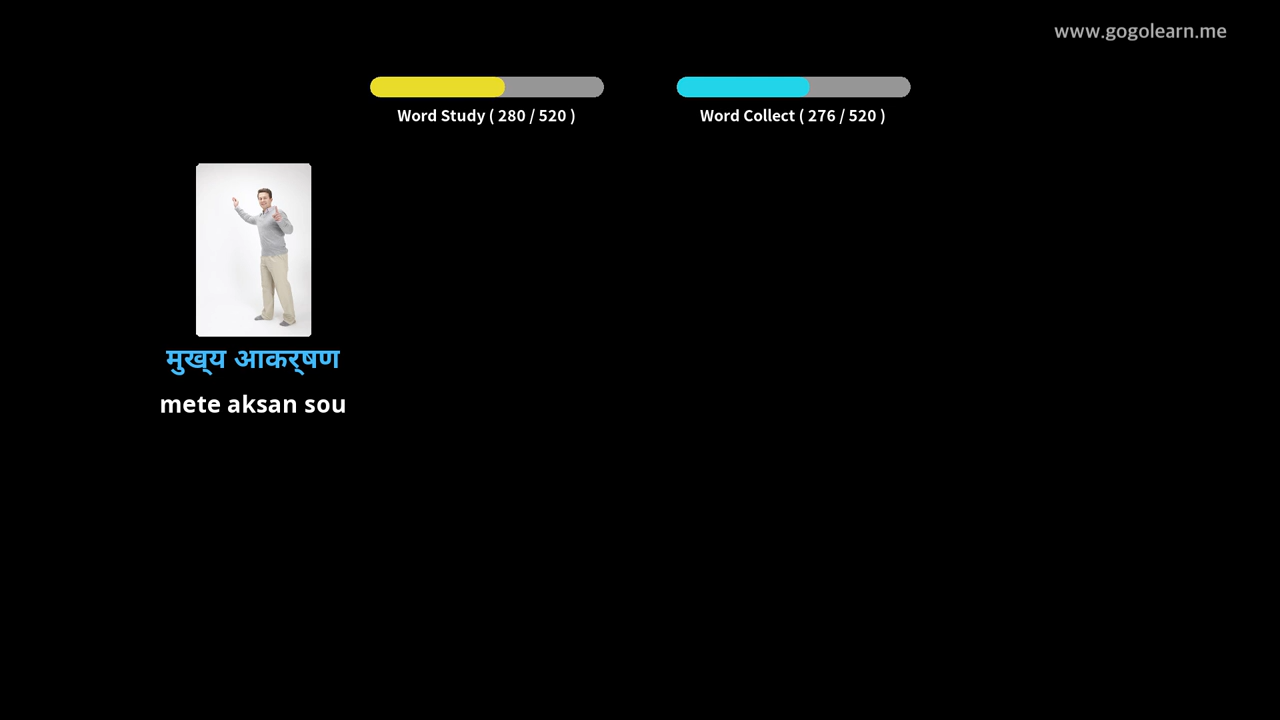 www.gogolearn.me
Word Study ( 280 / 520 )
Word Collect ( 276 / 520 )
मुख्य आकर्षण
mete aksan sou